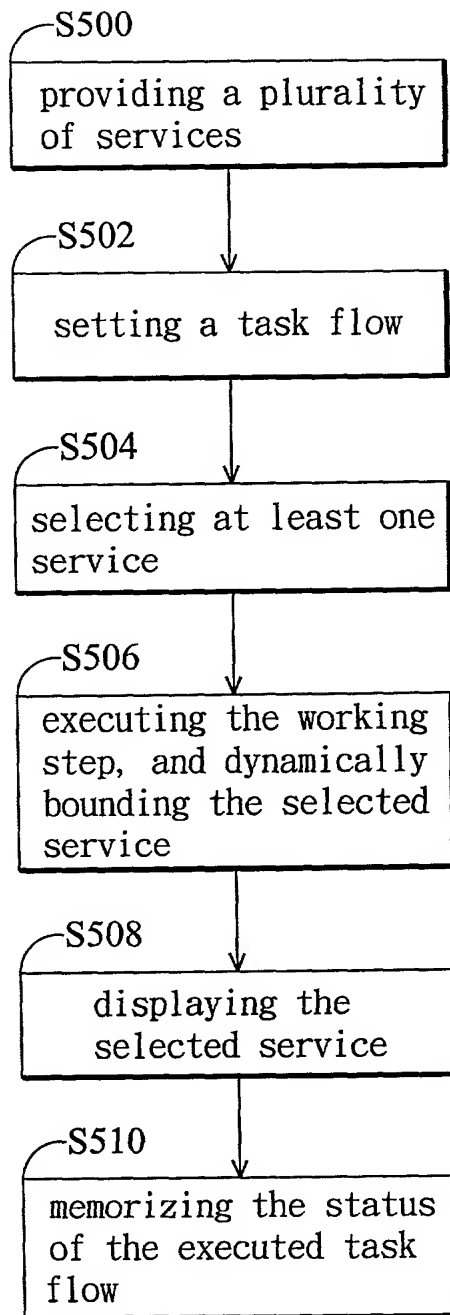 S500
providing a plurality
of services
S502
setting a task flow
S504
selecting at least one
service
S506
executing the working
step, and dynamically
bounding the selected
service
S508
displaying the
selected service
S510
memorizing the status
of the executed task
flow